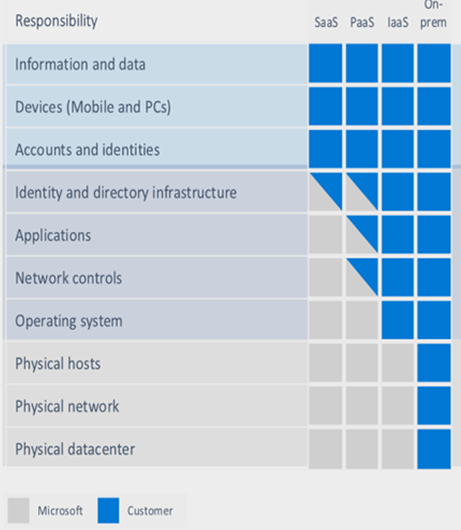 On-
Responsibility SaaS PaaS IaaS prem
Information and data
Devices (Mobile and PCs)
Accounts and identities
Identity and directory infrastructure
Applications
Network controls
Operating system
Physical hosts
Physical network
Physical datacenter
Microsoft Customer